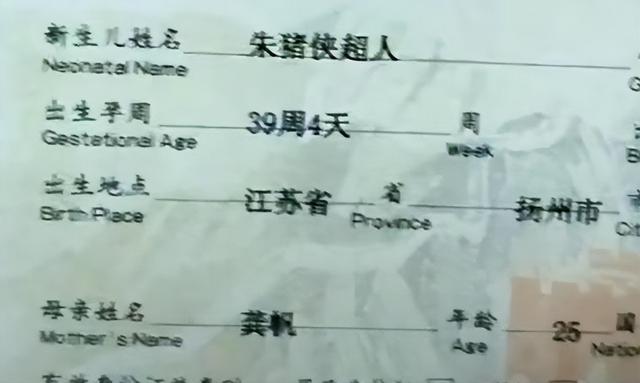 新生儿姓名 朱猪侠超人
Neonatal Name
出生孕周 39周4天 周
Gestational Age Week
出生地点 江苏省 省 扬州市
Birth Place Province
母亲姓名 龚帆 年龄 25
Mother's Name Age